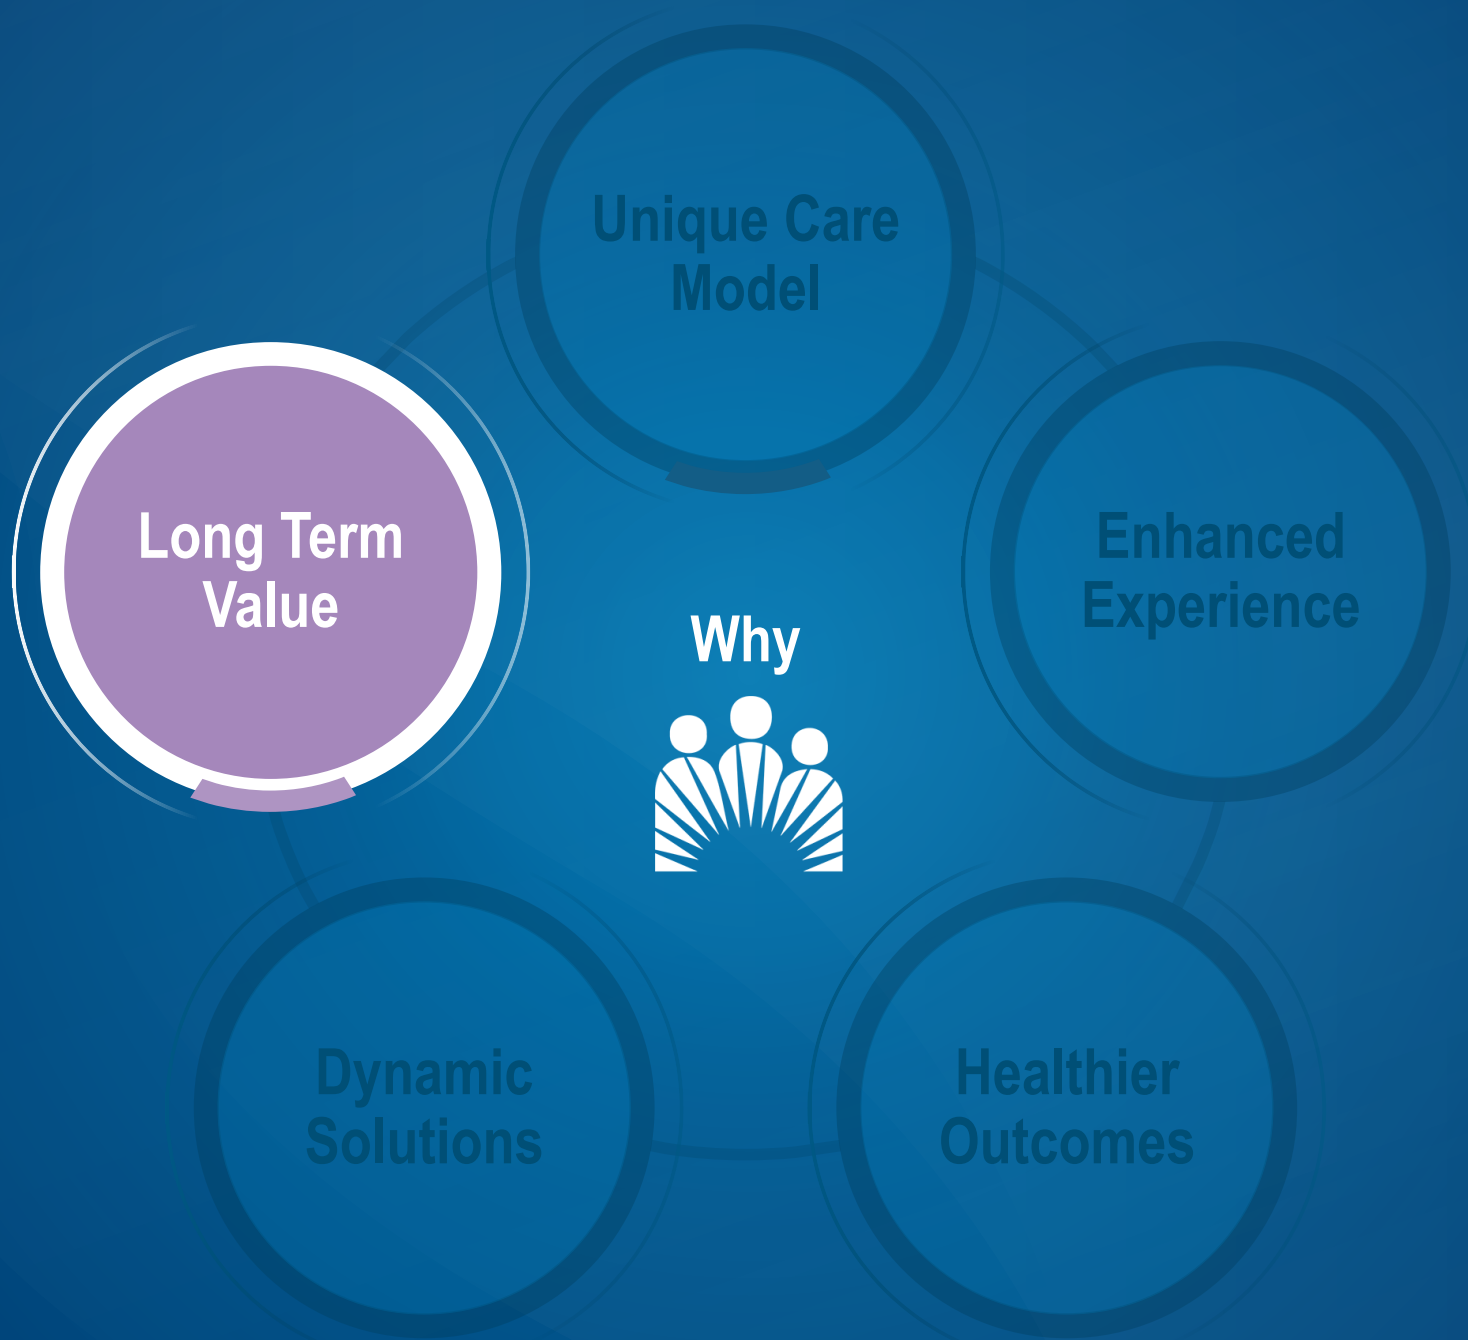 Unique Care
Model
Long Term
Value
Enhanced
Experience
Why
Dynamic
Solutions
Healthier
Outcomes